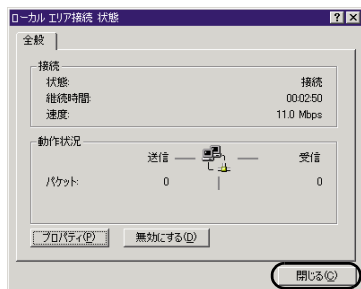 ローカル エリア接続 状態
全般
接続
状態: 接続
継続時間: 00:02:50
速度: 11.0 Mbps
動作状況
送信 受信
パケット: 0 0
プロパティ(P) 無効にする(D)
閉じる(C)